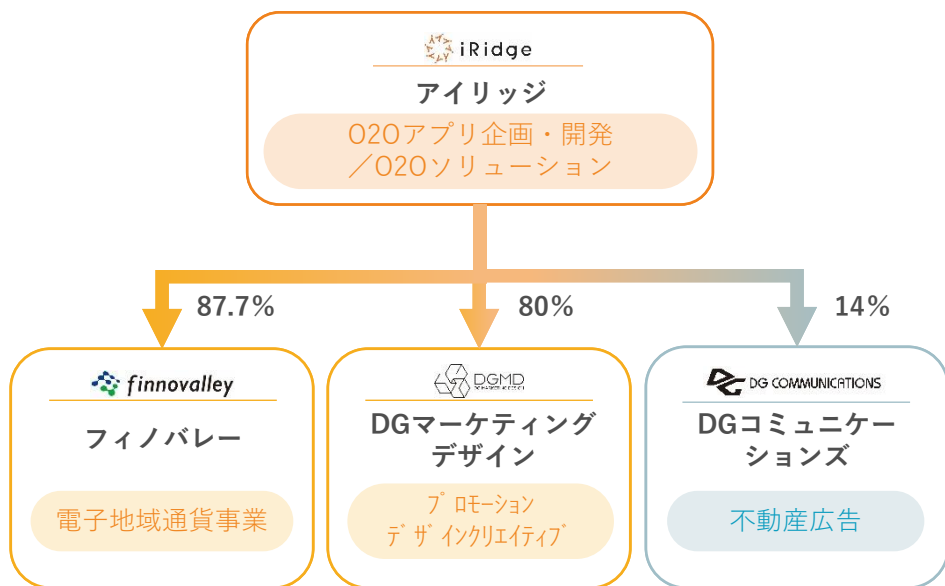 iRidge
アイリッジ
O2Oアプリ企画・開発
／O2Oソリューション
87.7%
80%
14%
finnovalley
フィノバレー
電子地域通貨事業
DGMD
DG MARKETING DESIGN
DGマーケティング
デザイン
プロモーション
デザインクリエイティブ
DG COMMUNICATIONS
DGコミュニケー
ションズ
不動産広告